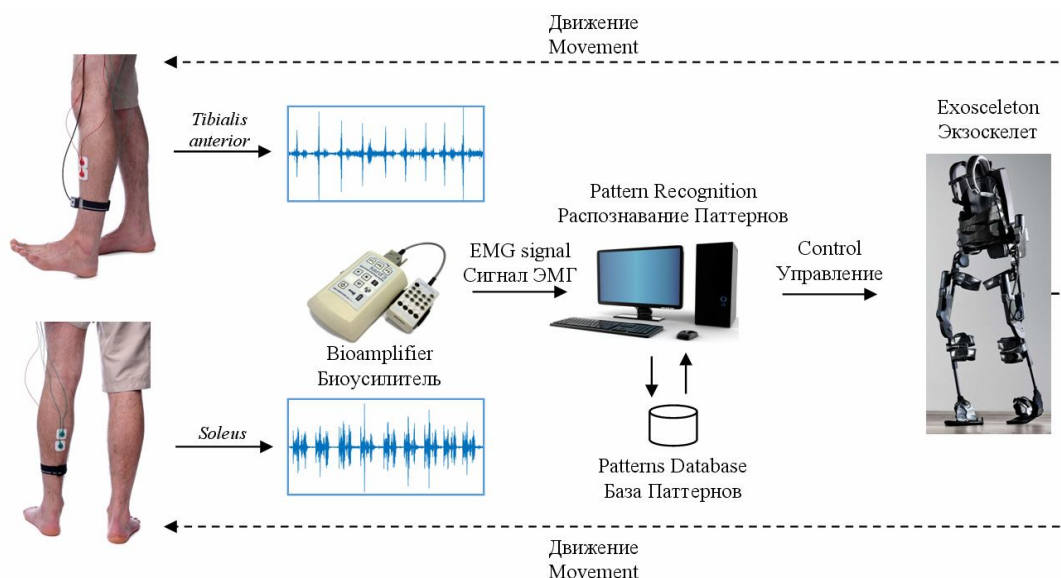 Движение
Movement
Exosceleton
Экзоскелет
Tibialis
anterior
Pattern Recognition
Распознавание Паттернов
EMG signal
Сигнал ЭМГ
Control
Управление
Bioamplifier
Биоусилитель
Soleus
Patterns Database
База Паттернов
Движение
Movement